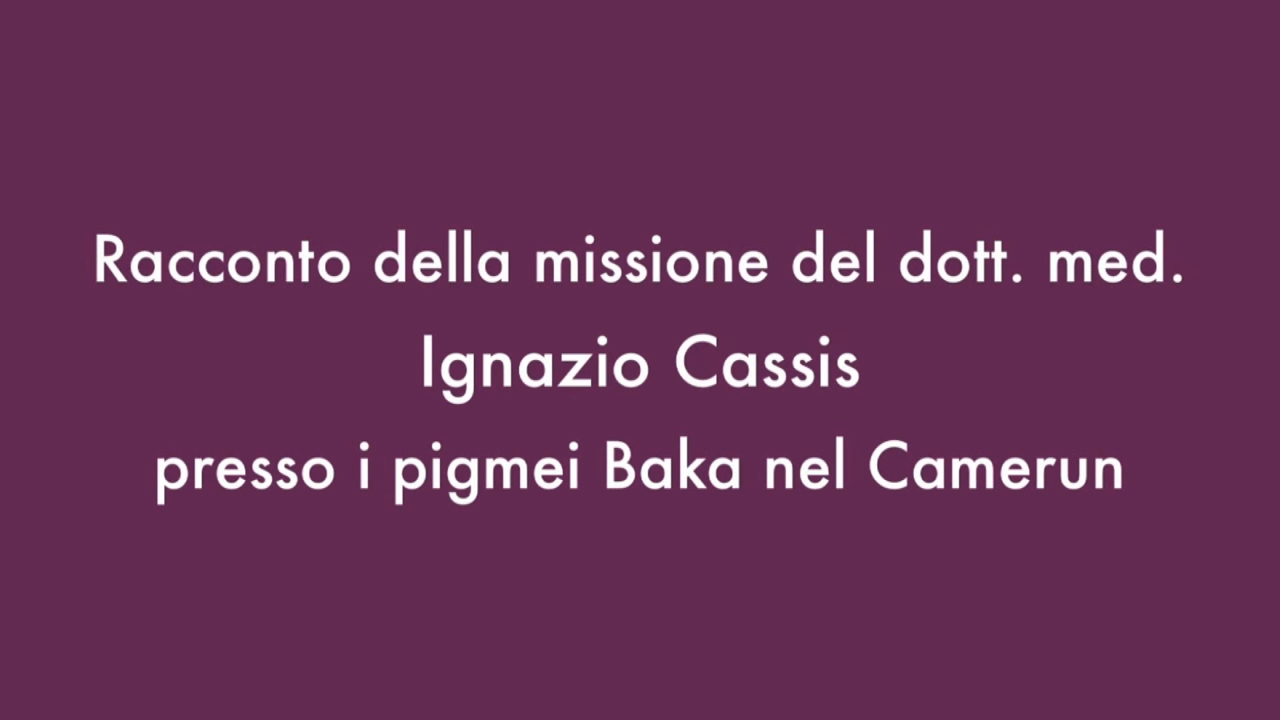 Racconto della missione del dott. med.
Ignazio Cassis
presso i pigmei Baka nel Camerun